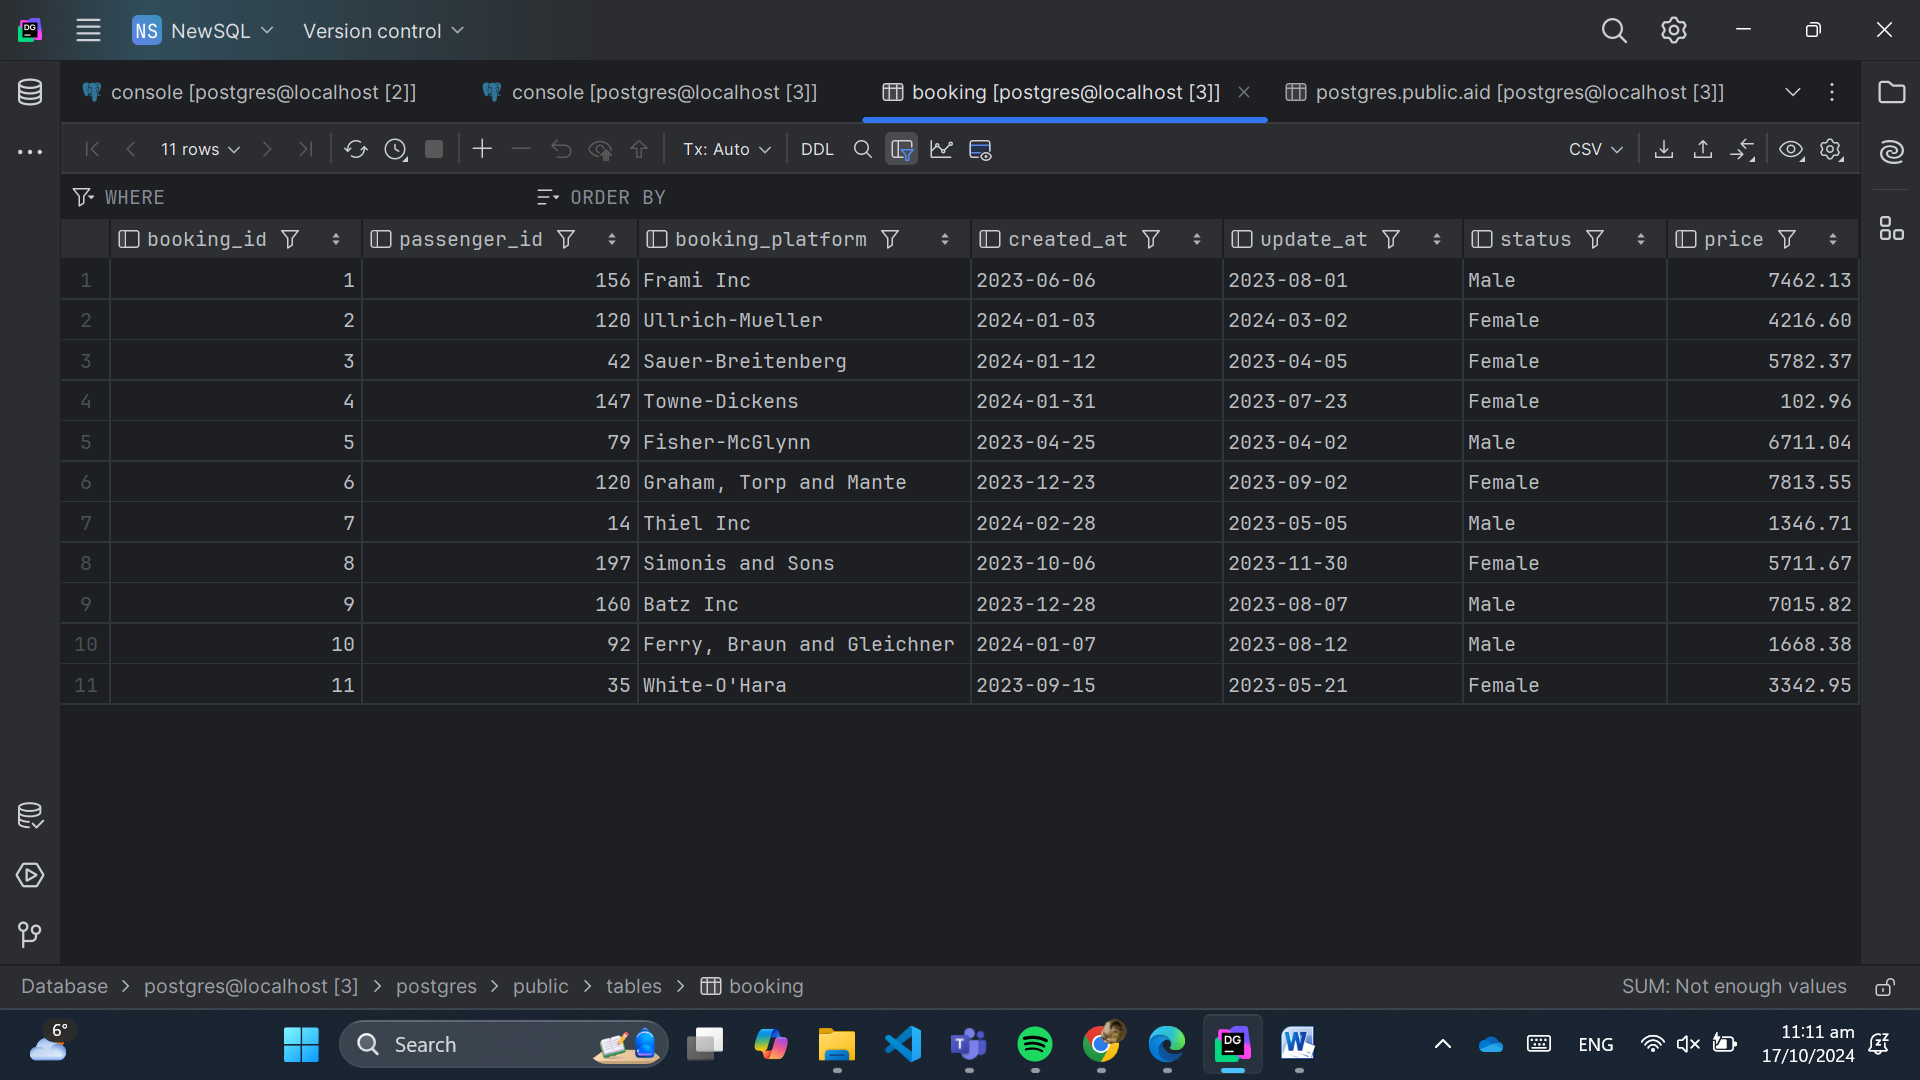 DG NS NewSQL Version control
console [postgres@localhost [2]] console [postgres@localhost [3]] booking [postgres@localhost [3]] postgres.public.aid [postgres@localhost [3]]
11 rows Tx: Auto DDL CSV
WHERE ORDER BY
booking_id passenger_id booking_platform created_at update_at status price
1 1 156 Frami Inc 2023-06-06 2023-08-01 Male 7462.13
2 2 120 Ullrich-Mueller 2024-01-03 2024-03-02 Female 4216.60
3 3 42 Sauer-Breitenberg 2024-01-12 2023-04-05 Female 5782.37
4 4 147 Towne-Dickens 2024-01-31 2023-07-23 Female 102.96
5 5 79 Fisher-McGlynn 2023-04-25 2023-04-02 Male 6711.04
6 6 120 Graham, Torp and Mante 2023-12-23 2023-09-02 Female 7813.55
7 7 14 Thiel Inc 2024-02-28 2023-05-05 Male 1346.71
8 8 197 Simonis and Sons 2023-10-06 2023-11-30 Female 5711.67
9 9 160 Batz Inc 2023-12-28 2023-08-07 Male 7015.82
10 10 92 Ferry, Braun and Gleichner 2024-01-07 2023-08-12 Male 1668.38
11 11 35 White-O'Hara 2023-09-15 2023-05-21 Female 3342.95
Database > postgres@localhost [3] > postgres > public > tables > booking SUM: Not enough values
6° Search DG W ENG 11:11 am
17/10/2024